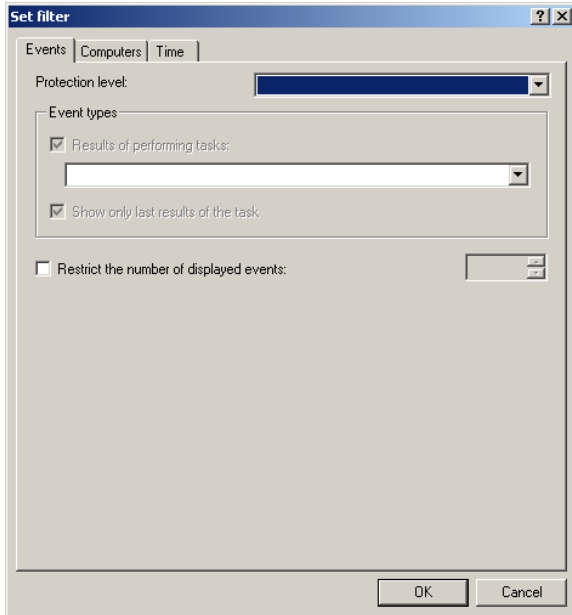 Set filter
Events Computers Time
Protection level:
Event types
Results of performing tasks:
Show only last results of the task
Restrict the number of displayed events:
OK Cancel